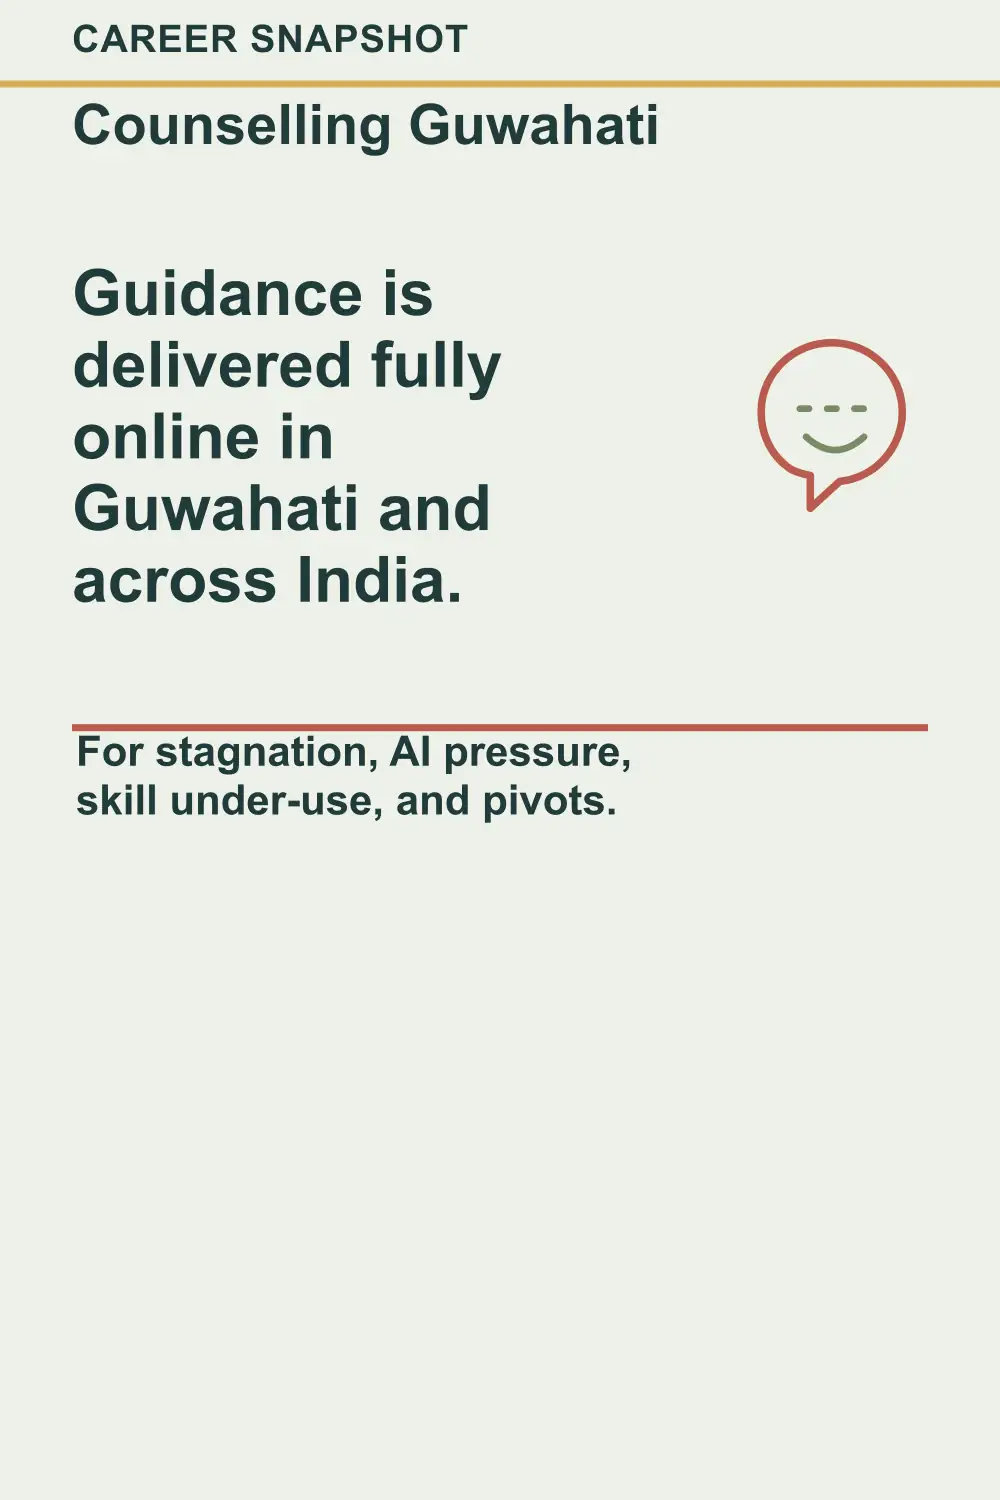 CAREER SNAPSHOT
Counselling Guwahati
Guidance is
delivered fully
online in
Guwahati and
across India.
For stagnation, AI pressure,
skill under-use, and pivots.